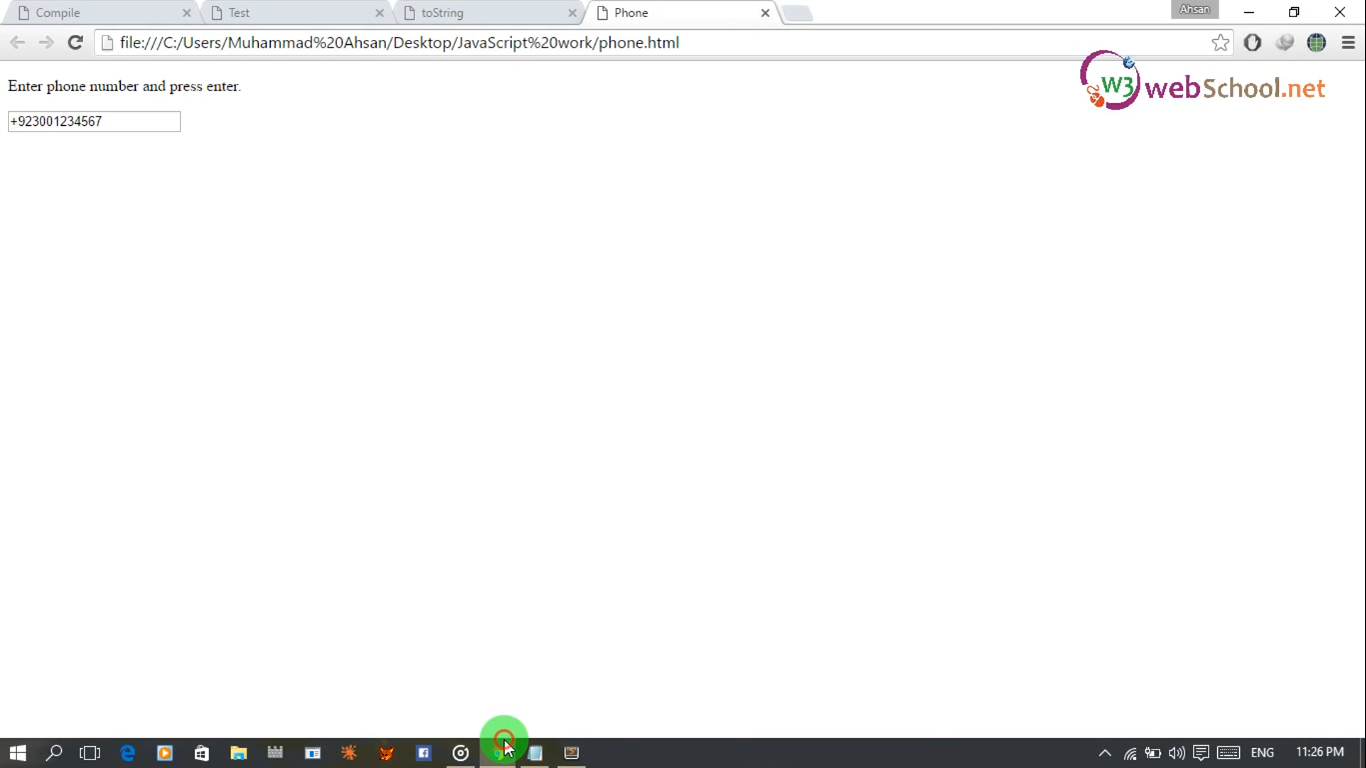 Compile
Test
toString
Phone
Ahsan
file:///C:/Users/Muhammad%20Ahsan/Desktop/JavaScript%20work/phone.html
W3 webSchool.net
Enter phone number and press enter.
+923001234567
ENG
11:26 PM